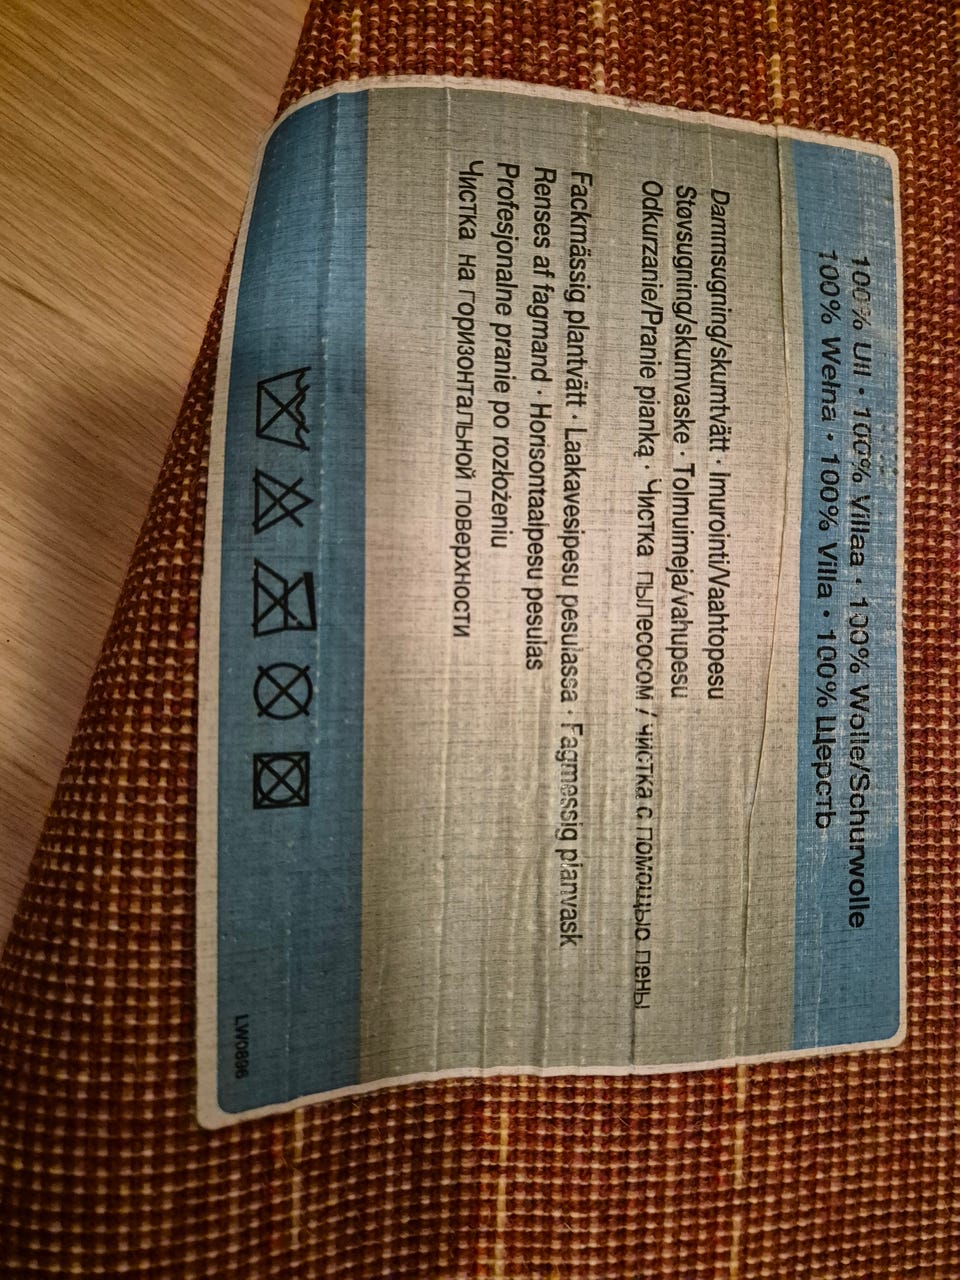 100% Ull · 100% Villaa · 100% Wolle/Schurwolle
100% Wełna · 100% Villa · 100% Щерсть
Dammsugning/skumtvätt · Imurointi/Vaahtopesu
Støvsugning/skumvaske · Tolmuimeja/vahupesu
Odkurzanie/Pranie pianką · Чистка пылесосом / чистка с помощью пены
Fackmässig plantvätt · Laakavesipesu pesulassa · Fagmessig planvask
Renses af fagmand · Horisontaalpesu pesulas
Profesjonalne pranie po rozłożeniu
Чистка на горизонтальной поверхности
LW0896